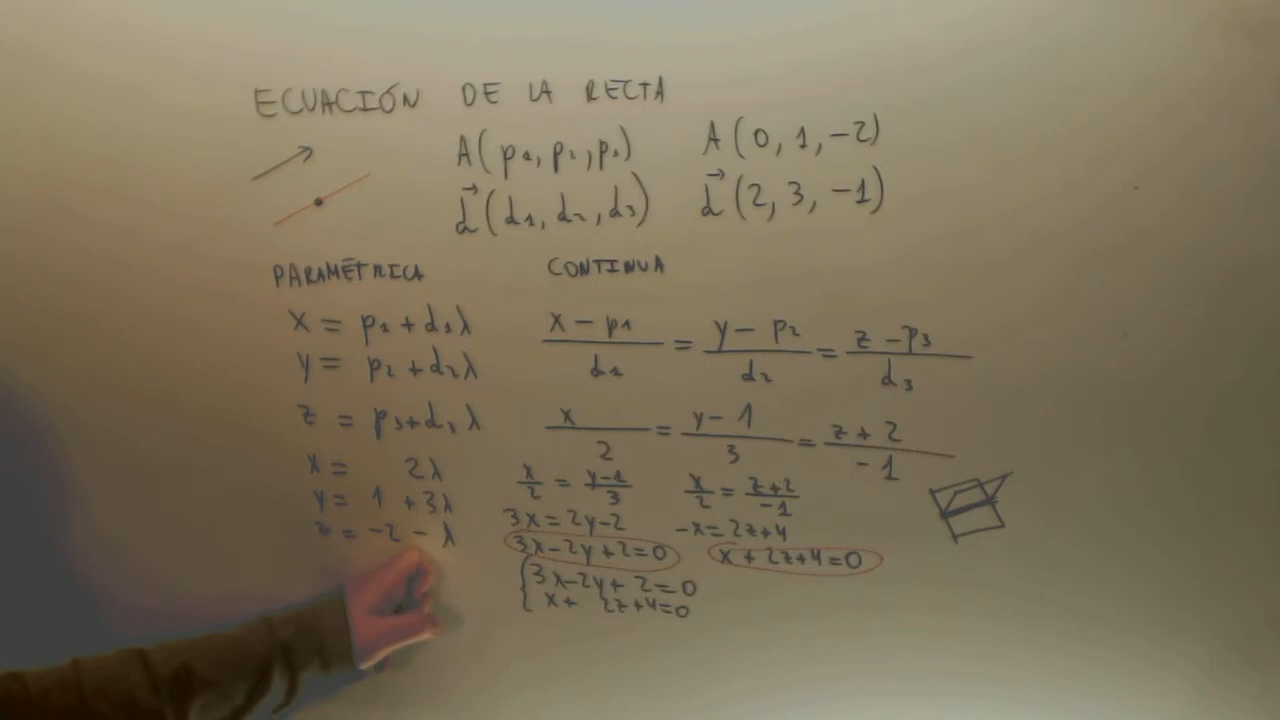 ECUACIÓN DE LA RECTA
A(p₁, p₂, p₃) A(0, 1, -2)
d⃗(d₁, d₂, d₃) d⃗(2, 3, -1)
PARAMÉTRICA CONTINUA
x = p₁ + d₁λ
y = p₂ + d₂λ
z = p₃ + d₃λ
x = 2λ
y = 1 + 3λ
z = -2 - λ
(x - p₁)/d₁ = (y - p₂)/d₂ = (z - p₃)/d₃
x/2 = (y - 1)/3 = (z + 2)/-1
x/2 = (y-1)/3 x/2 = (z+2)/-1
3x = 2y - 2 -x = 2z + 4
3x - 2y + 2 = 0 x + 2z + 4 = 0
{3x - 2y + 2 = 0
x + 2z + 4 = 0